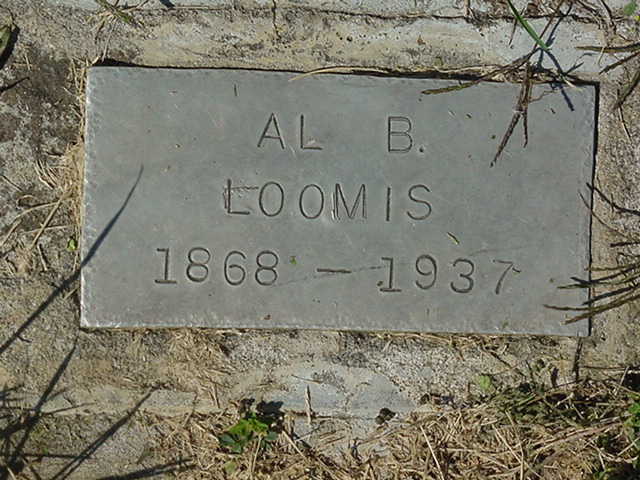 AL B.
LOOMIS
1868 — 1937